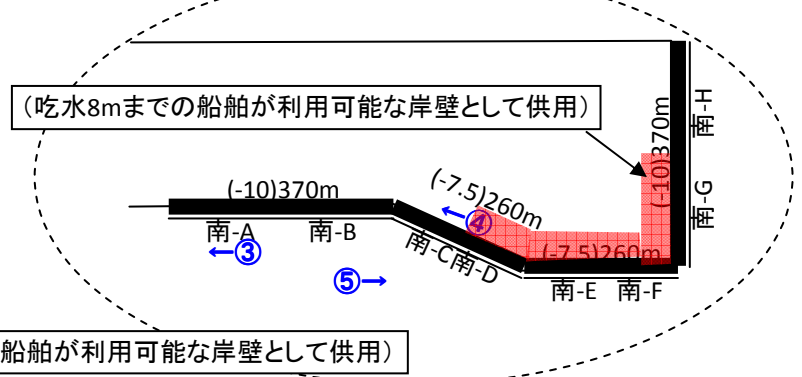 (吃水8mまでの船舶が利用可能な岸壁として供用)
南-H
(-10)370m
南-G
(-7.5)260m
④
(-10)370m
南-A
南-B
③
南-C
南-D
(-7.5)260m
⑤
南-E
南-F
船舶が利用可能な岸壁として供用)